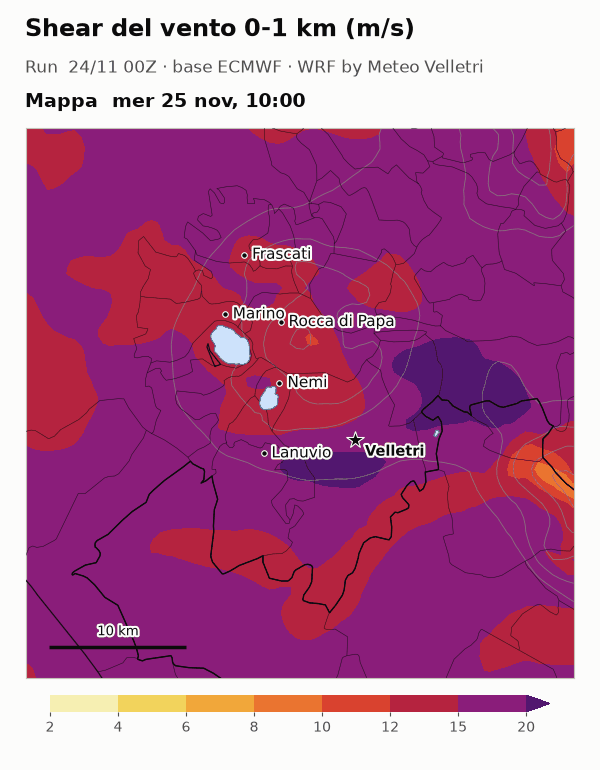 Shear del vento 0-1 km (m/s)
Run 24/11 00Z · base ECMWF · WRF by Meteo Velletri
Mappa mer 25 nov, 10:00
Frascati
Marino
Rocca di Papa
Nemi
Velletri
Lanuvio
10 km
2 4 6 8 10 12 15 20